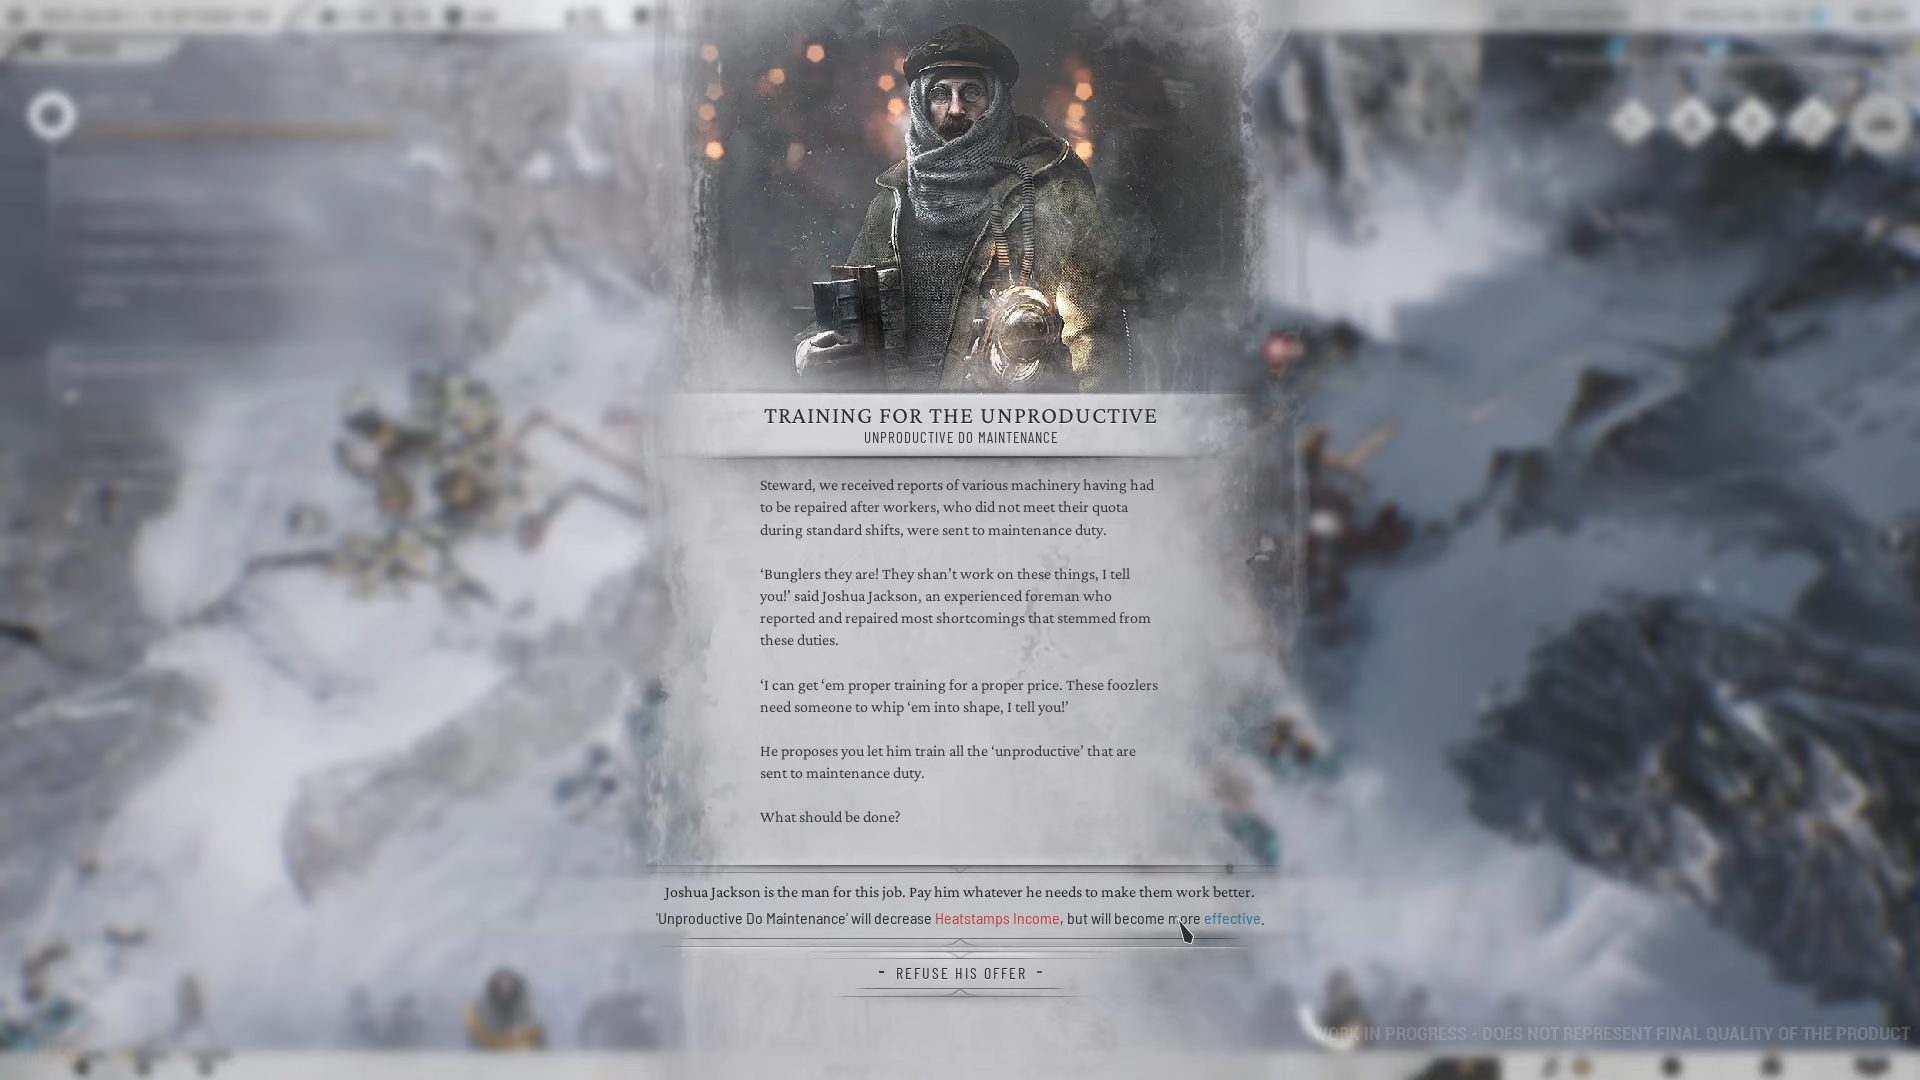 TRAINING FOR THE UNPRODUCTIVE
UNPRODUCTIVE DO MAINTENANCE
Steward, we received reports of various machinery having had
to be repaired after workers, who did not meet their quota
during standard shifts, were sent to maintenance duty.
‘Bunglers they are! They shan’t work on these things, I tell
you!’ said Joshua Jackson, an experienced foreman who
reported and repaired most shortcomings that stemmed from
these duties.
‘I can get ‘em proper training for a proper price. These foozlers
need someone to whip ‘em into shape, I tell you!’
He proposes you let him train all the ‘unproductive’ that are
sent to maintenance duty.
What should be done?
Joshua Jackson is the man for this job. Pay him whatever he needs to make them work better.
'Unproductive Do Maintenance' will decrease Heatstamps Income, but will become more effective.
- REFUSE HIS OFFER -
WORK IN PROGRESS - DOES NOT REPRESENT FINAL QUALITY OF THE PRODUCT